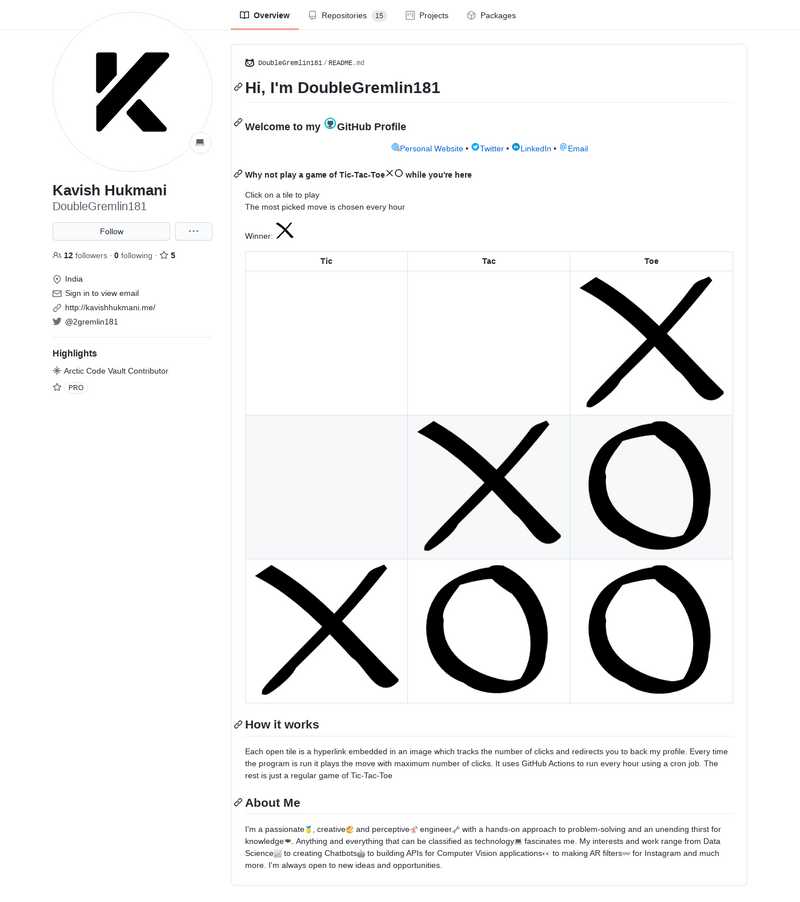 Overview
Repositories 15
Projects
Packages
Kavish Hukmani
DoubleGremlin181
Follow
12 followers · 0 following · 5
India
Sign in to view email
http://kavishhukmani.me/
@2gremlin181
Highlights
Arctic Code Vault Contributor
PRO
DoubleGremlin181 / README.md
Hi, I'm DoubleGremlin181
Welcome to my GitHub Profile
Personal Website • Twitter • LinkedIn • Email
Why not play a game of Tic-Tac-Toe while you're here
Click on a tile to play
The most picked move is chosen every hour
Winner:
Tic Tac Toe
How it works
Each open tile is a hyperlink embedded in an image which tracks the number of clicks and redirects you to back my profile. Every time
the program is run it plays the move with maximum number of clicks. It uses GitHub Actions to run every hour using a cron job. The
rest is just a regular game of Tic-Tac-Toe
About Me
I'm a passionate, creative and perceptive engineer with a hands-on approach to problem-solving and an unending thirst for
knowledge. Anything and everything that can be classified as technology fascinates me. My interests and work range from Data
Science to creating Chatbots to building APIs for Computer Vision applications to making AR filters for Instagram and much
more. I'm always open to new ideas and opportunities.